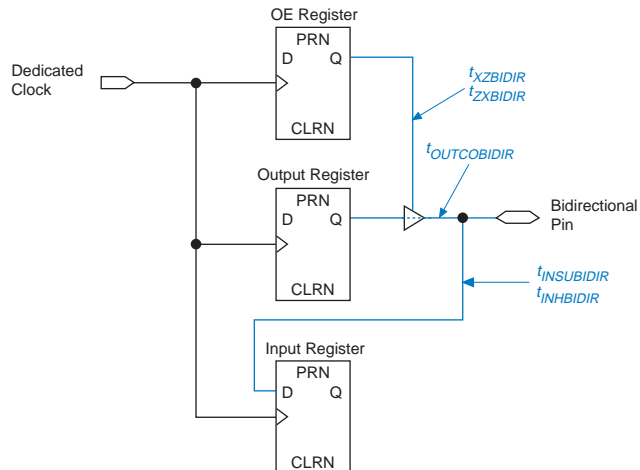 OE Register
PRN
D Q
CLRN
Dedicated
Clock
tXZBIDIR
tZXBIDIR
tOUTCOBIDIR
Output Register
PRN
D Q
CLRN
Bidirectional
Pin
tINSUBIDIR
tINHBIDIR
Input Register
PRN
D Q
CLRN